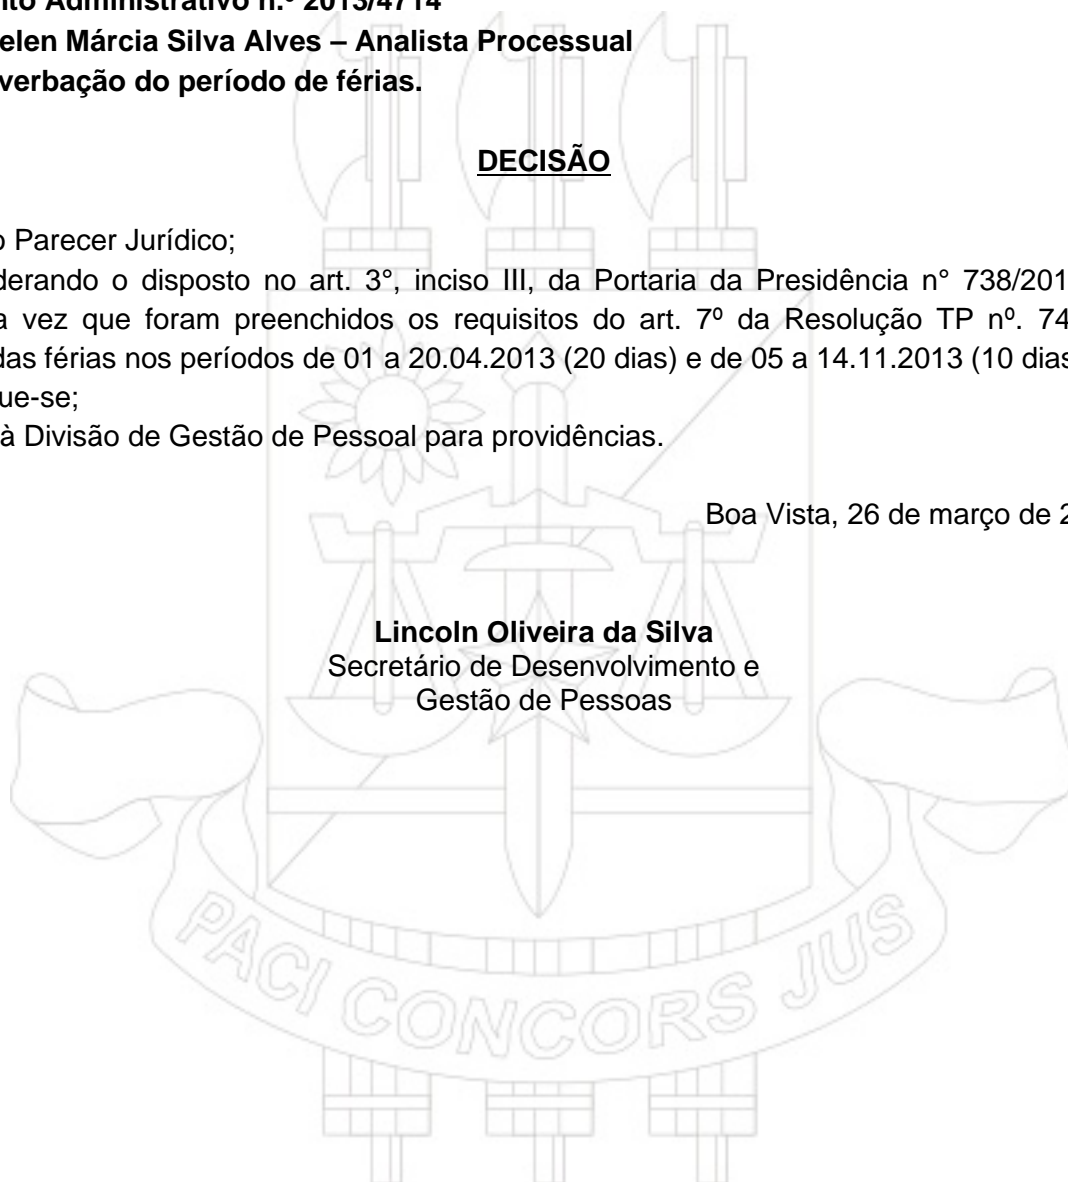 nto Administrativo n.º 2013/4714
elen Márcia Silva Alves – Analista Processual
verbação do período de férias.
DECISÃO
o Parecer Jurídico;
derando o disposto no art. 3°, inciso III, da Portaria da Presidência n° 738/201
a vez que foram preenchidos os requisitos do art. 7º da Resolução TP nº. 74
das férias nos períodos de 01 a 20.04.2013 (20 dias) e de 05 a 14.11.2013 (10 dias
ue-se;
à Divisão de Gestão de Pessoal para providências.
Boa Vista, 26 de março de 2
Lincoln Oliveira da Silva
Secretário de Desenvolvimento e
Gestão de Pessoas
PACI CONCORS JUS